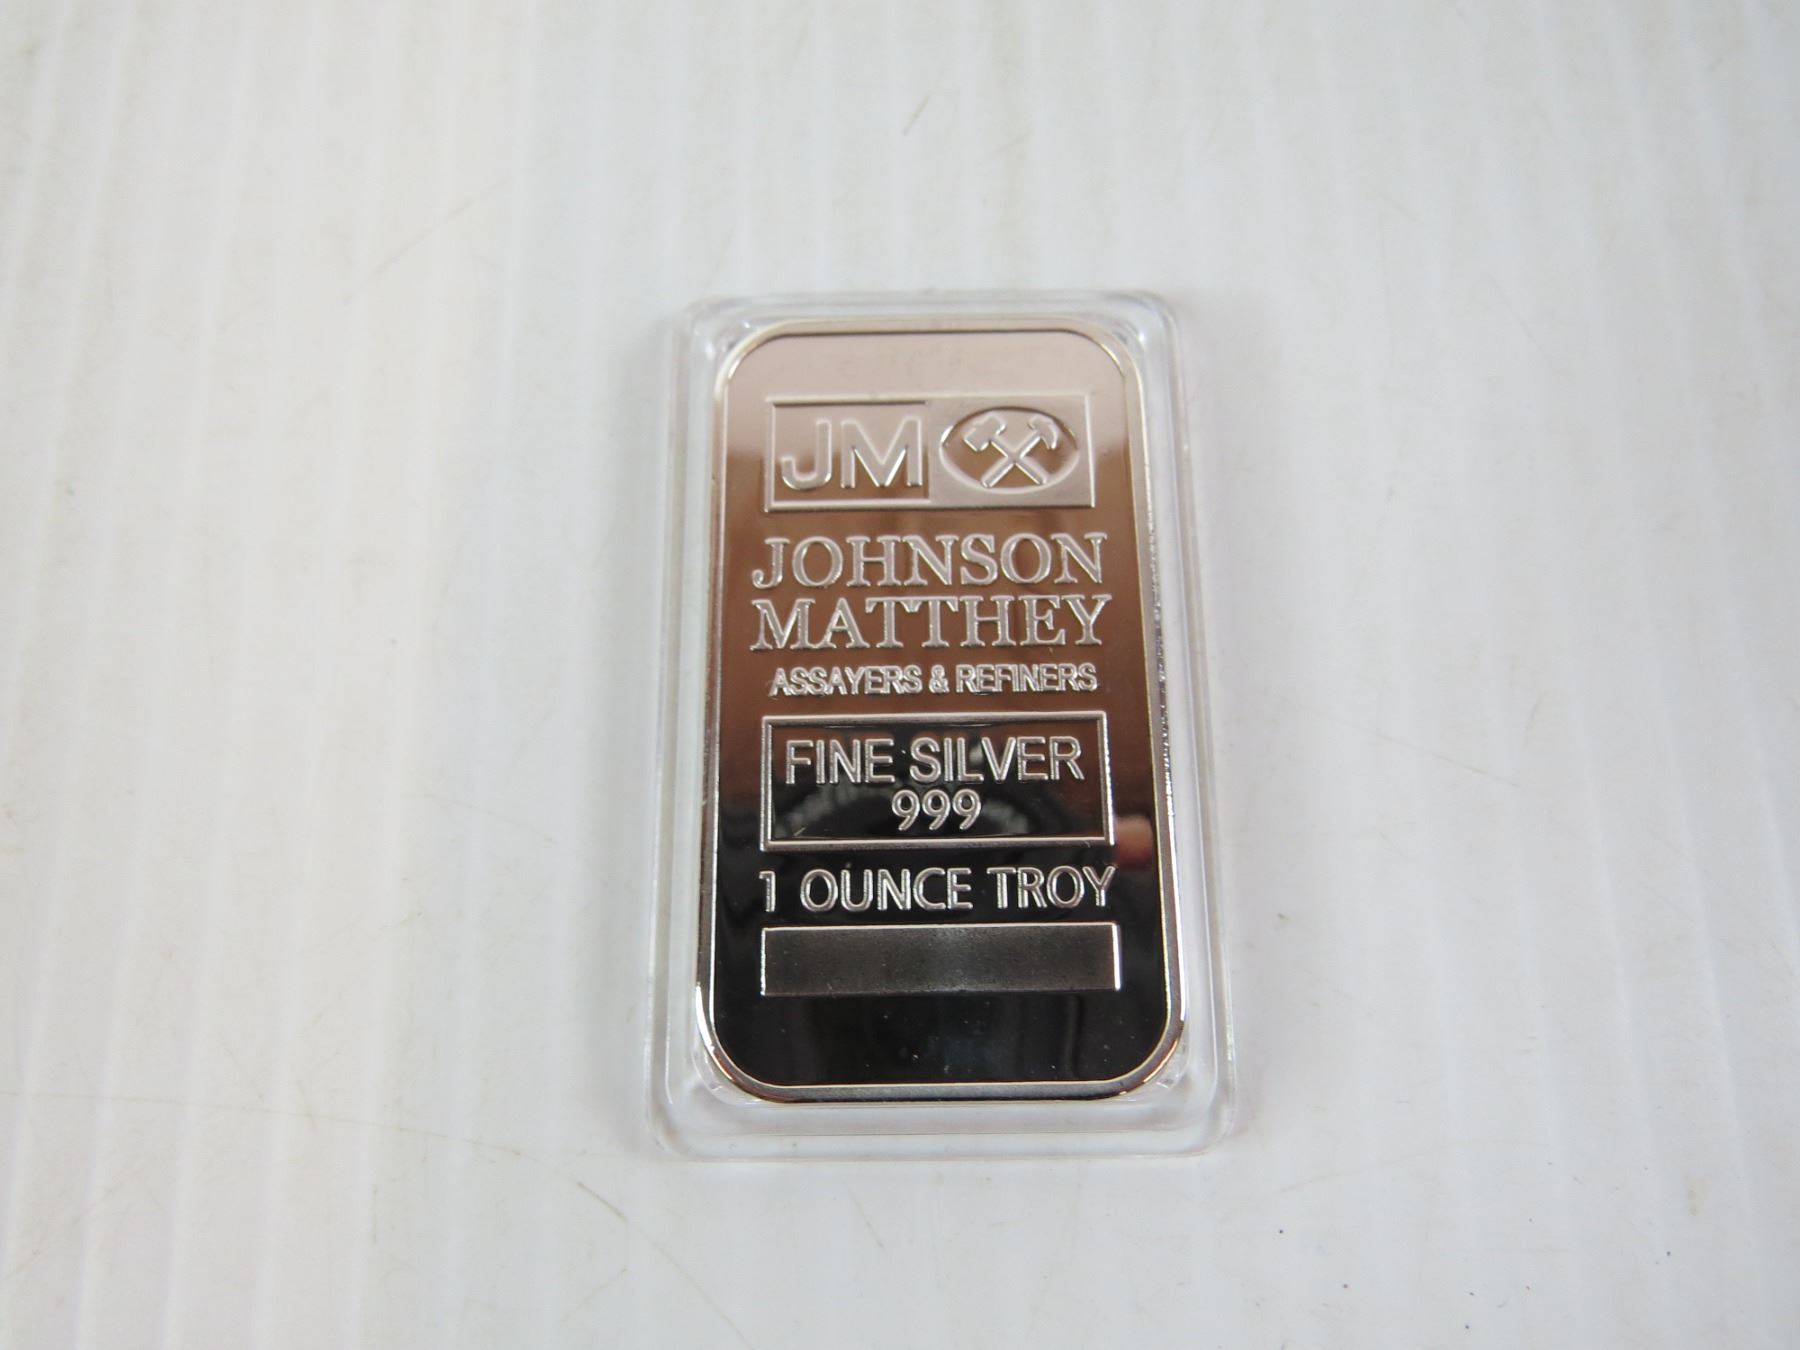 JM
JOHNSON
MATTHEY
ASSAYERS & REFINERS
FINE SILVER
999
1 OUNCE TROY